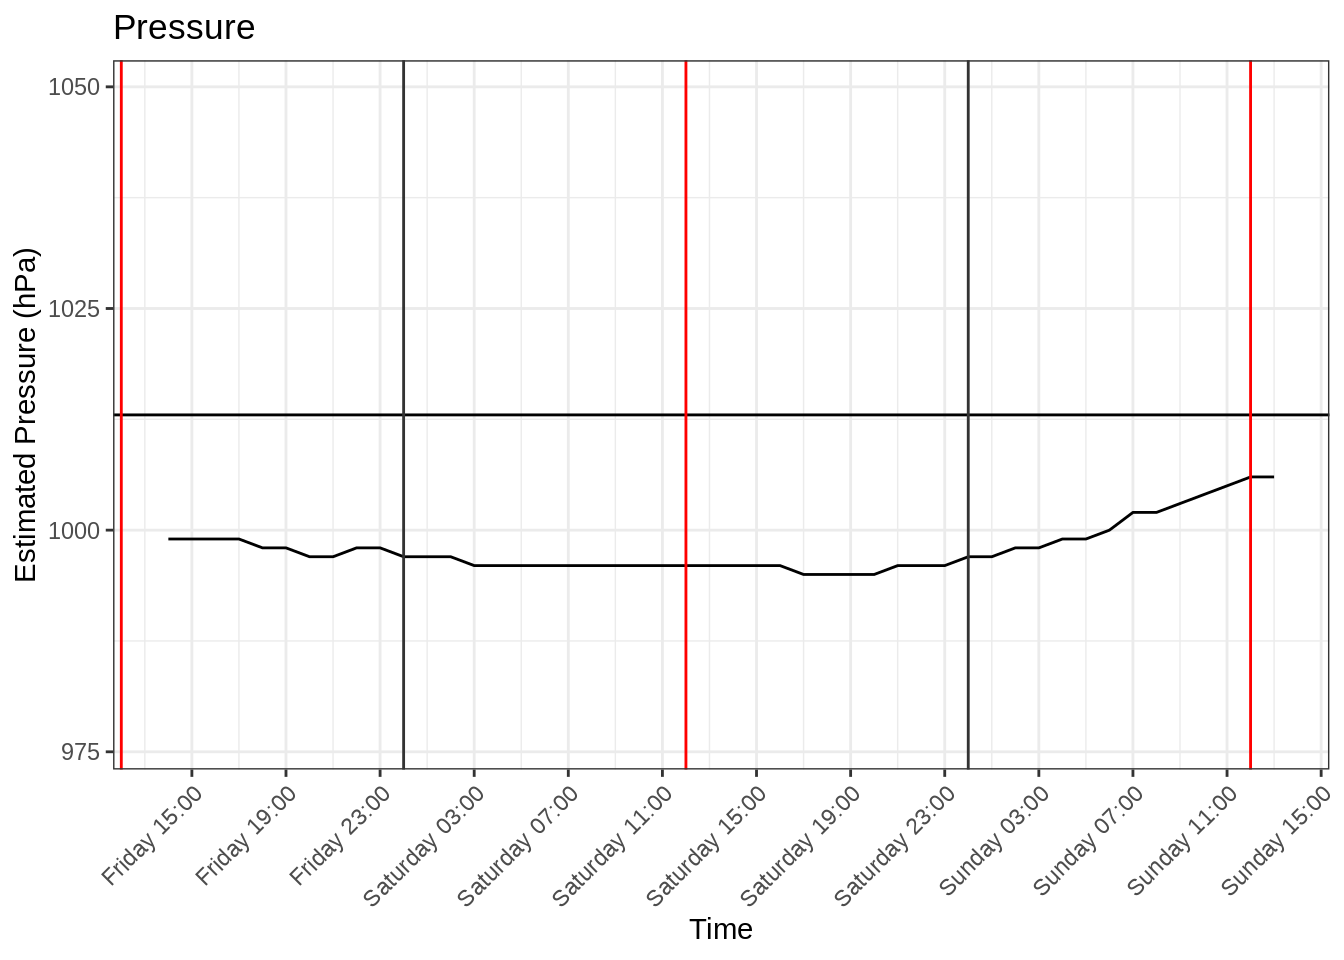 Pressure
Estimated Pressure (hPa)
1050
1025
1000
975
Friday 15:00
Friday 19:00
Friday 23:00
Saturday 03:00
Saturday 07:00
Saturday 11:00
Saturday 15:00
Saturday 19:00
Saturday 23:00
Sunday 03:00
Sunday 07:00
Sunday 11:00
Sunday 15:00
Time